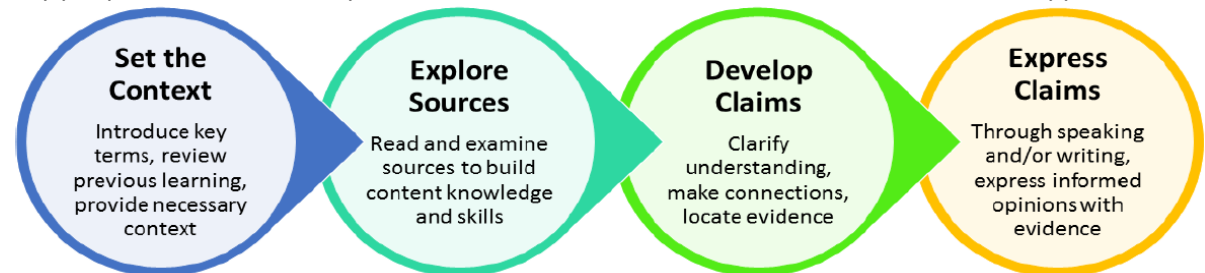 Set the
Context
Introduce key
terms, review
previous learning,
provide necessary
context
Explore
Sources
Read and examine
sources to build
content knowledge
and skills
Develop
Claims
Clarify
understanding,
make connections,
locate evidence
Express
Claims
Through speaking
and/or writing,
express informed
opinions with
evidence